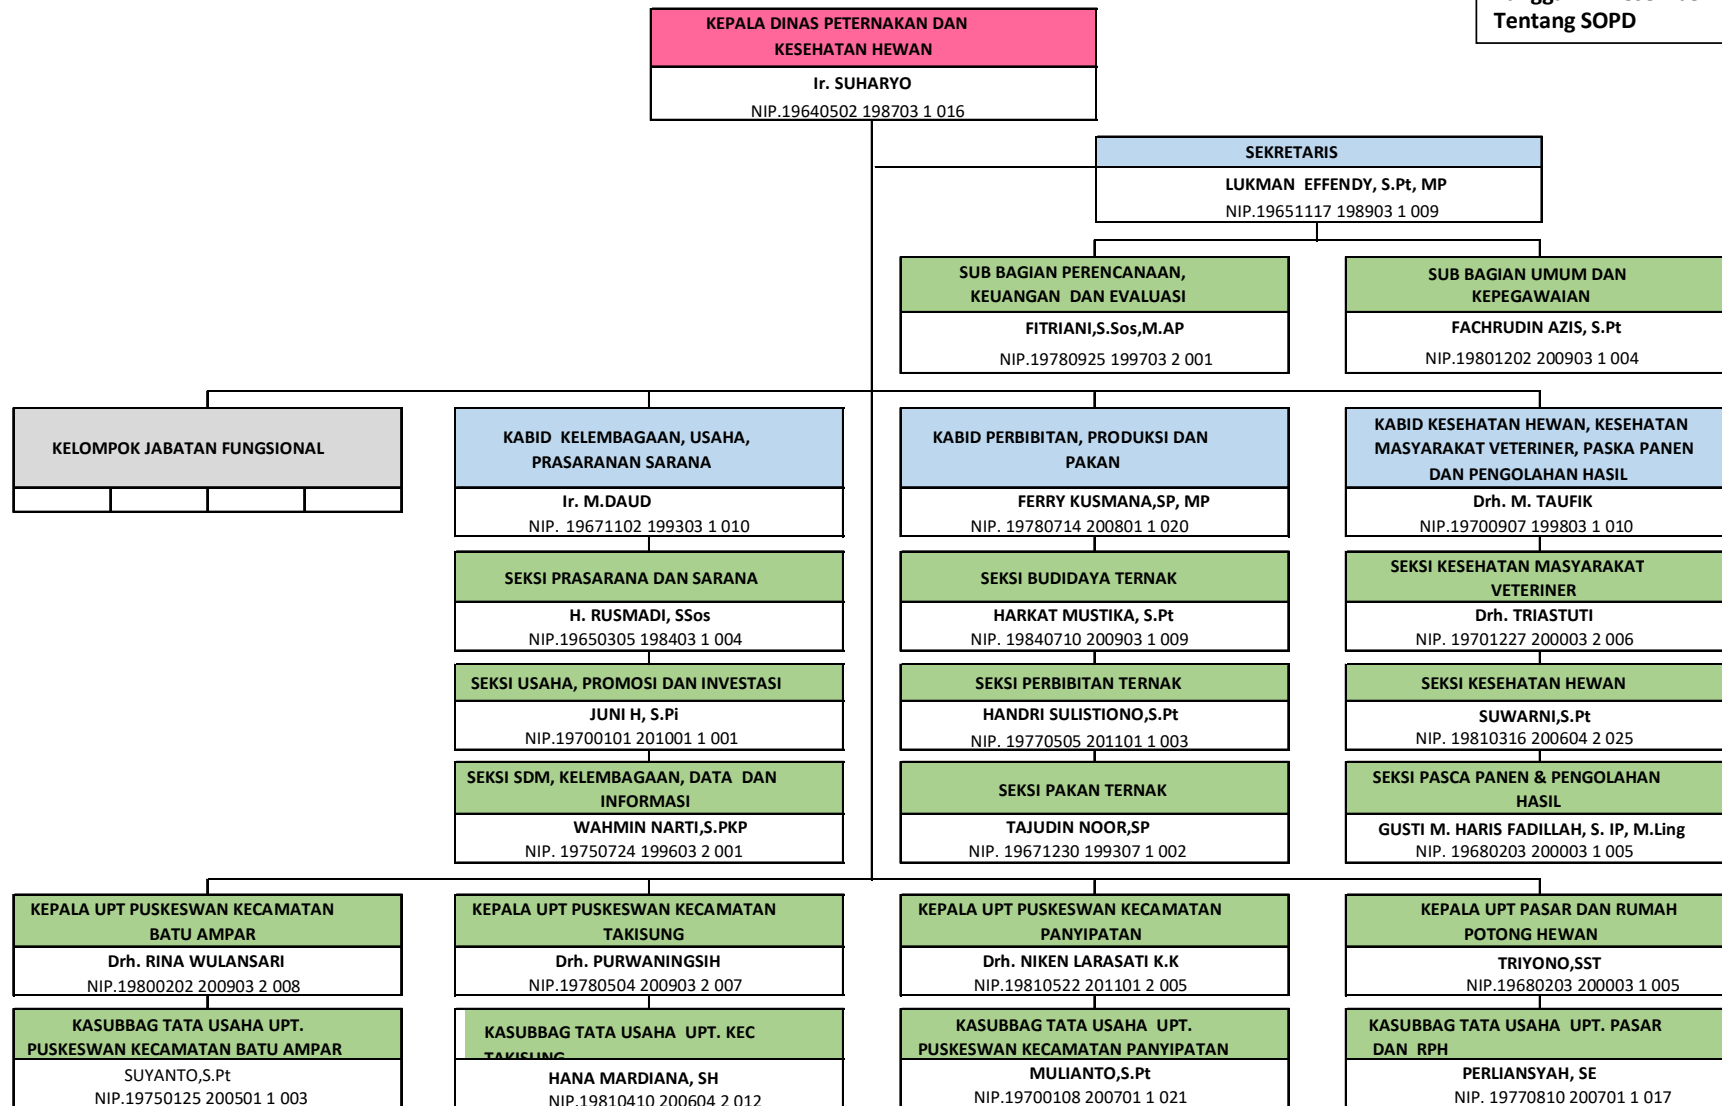 Tentang SOPD
KEPALA DINAS PETERNAKAN DAN
KESEHATAN HEWAN
Ir. SUHARYO
NIP.19640502 198703 1 016
SEKRETARIS
LUKMAN EFFENDY, S.Pt, MP
NIP.19651117 198903 1 009
SUB BAGIAN PERENCANAAN,
KEUANGAN DAN EVALUASI
FITRIANI,S.Sos,M.AP
NIP.19780925 199703 2 001
SUB BAGIAN UMUM DAN
KEPEGAWAIAN
FACHRUDIN AZIS, S.Pt
NIP.19801202 200903 1 004
KELOMPOK JABATAN FUNGSIONAL
KABID KELEMBAGAAN, USAHA,
PRASARANAN SARANA
Ir. M.DAUD
NIP. 19671102 199303 1 010
KABID PERBIBITAN, PRODUKSI DAN
PAKAN
FERRY KUSMANA,SP, MP
NIP. 19780714 200801 1 020
KABID KESEHATAN HEWAN, KESEHATAN
MASYARAKAT VETERINER, PASKA PANEN
DAN PENGOLAHAN HASIL
Drh. M. TAUFIK
NIP.19700907 199803 1 010
SEKSI PRASARANA DAN SARANA
H. RUSMADI, SSos
NIP.19650305 198403 1 004
SEKSI BUDIDAYA TERNAK
HARKAT MUSTIKA, S.Pt
NIP. 19840710 200903 1 009
SEKSI KESEHATAN MASYARAKAT
VETERINER
Drh. TRIASTUTI
NIP. 19701227 200003 2 006
SEKSI USAHA, PROMOSI DAN INVESTASI
JUNI H, S.Pi
NIP.19700101 201001 1 001
SEKSI PERBIBITAN TERNAK
HANDRI SULISTIONO,S.Pt
NIP. 19770505 201101 1 003
SEKSI KESEHATAN HEWAN
SUWARNI,S.Pt
NIP. 19810316 200604 2 025
SEKSI SDM, KELEMBAGAAN, DATA DAN
INFORMASI
WAHMIN NARTI,S.PKP
NIP. 19750724 199603 2 001
SEKSI PAKAN TERNAK
TAJUDIN NOOR,SP
NIP. 19671230 199307 1 002
SEKSI PASCA PANEN & PENGOLAHAN
HASIL
GUSTI M. HARIS FADILLAH, S. IP, M.Ling
NIP. 19680203 200003 1 005
KEPALA UPT PUSKESWAN KECAMATAN
BATU AMPAR
Drh. RINA WULANSARI
NIP.19800202 200903 2 008
KEPALA UPT PUSKESWAN KECAMATAN
TAKISUNG
Drh. PURWANINGSIH
NIP.19780504 200903 2 007
KEPALA UPT PUSKESWAN KECAMATAN
PANYIPATAN
Drh. NIKEN LARASATI K.K
NIP.19810522 201101 2 005
KEPALA UPT PASAR DAN RUMAH
POTONG HEWAN
TRIYONO,SST
NIP.19680203 200003 1 005
KASUBBAG TATA USAHA UPT.
PUSKESWAN KECAMATAN BATU AMPAR
SUYANTO,S.Pt
NIP.19750125 200501 1 003
KASUBBAG TATA USAHA UPT. KEC
TAKISUNG
HANA MARDIANA, SH
NIP.19810410 200604 2 012
KASUBBAG TATA USAHA UPT.
PUSKESWAN KECAMATAN PANYIPATAN
MULIANTO,S.Pt
NIP.19700108 200701 1 021
KASUBBAG TATA USAHA UPT. PASAR
DAN RPH
PERLIANSYAH, SE
NIP. 19770810 200701 1 017